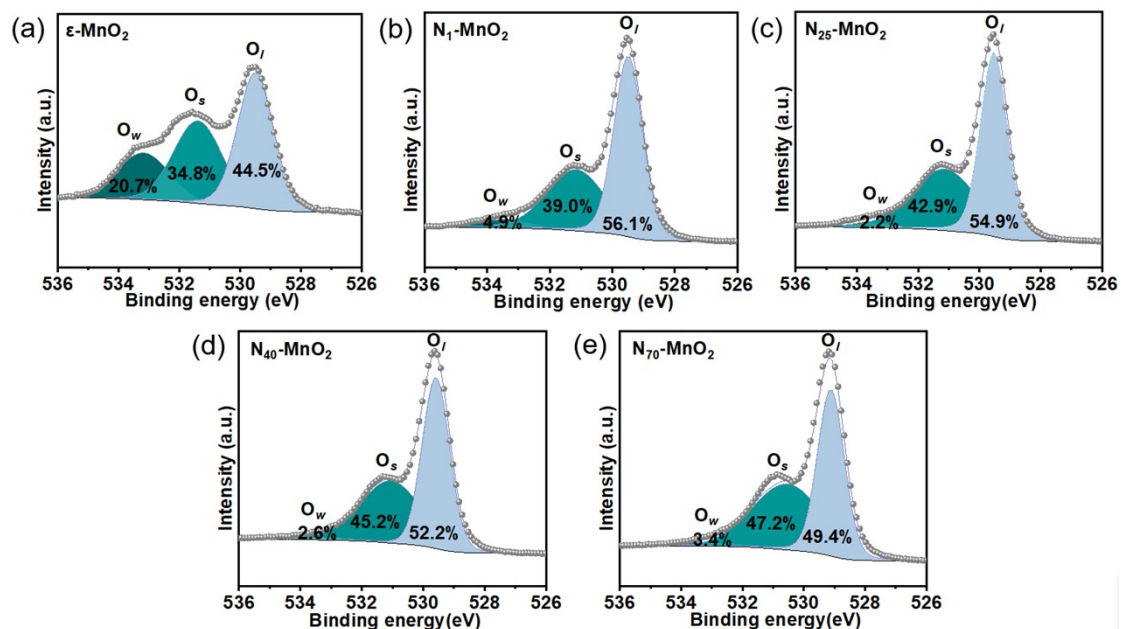 (a)
ε-MnO₂
Oₗ
Oₛ
O_w
20.7%
34.8%
44.5%
Intensity (a.u.)
536 534 532 530 528 526
Binding energy (eV)
(b)
N₁-MnO₂
Oₗ
Oₛ
O_w
4.9%
39.0%
56.1%
Intensity (a.u.)
536 534 532 530 528 526
Binding energy (eV)
(c)
N₂₅-MnO₂
Oₗ
Oₛ
O_w
2.2%
42.9%
54.9%
Intensity (a.u.)
536 534 532 530 528 526
Binding energy (eV)
(d)
N₄₀-MnO₂
Oₗ
Oₛ
O_w
2.6%
45.2%
52.2%
Intensity (a.u.)
536 534 532 530 528 526
Binding energy(eV)
(e)
N₇₀-MnO₂
Oₗ
Oₛ
O_w
3.4%
47.2%
49.4%
Intensity (a.u.)
536 534 532 530 528 526
Binding energy(eV)